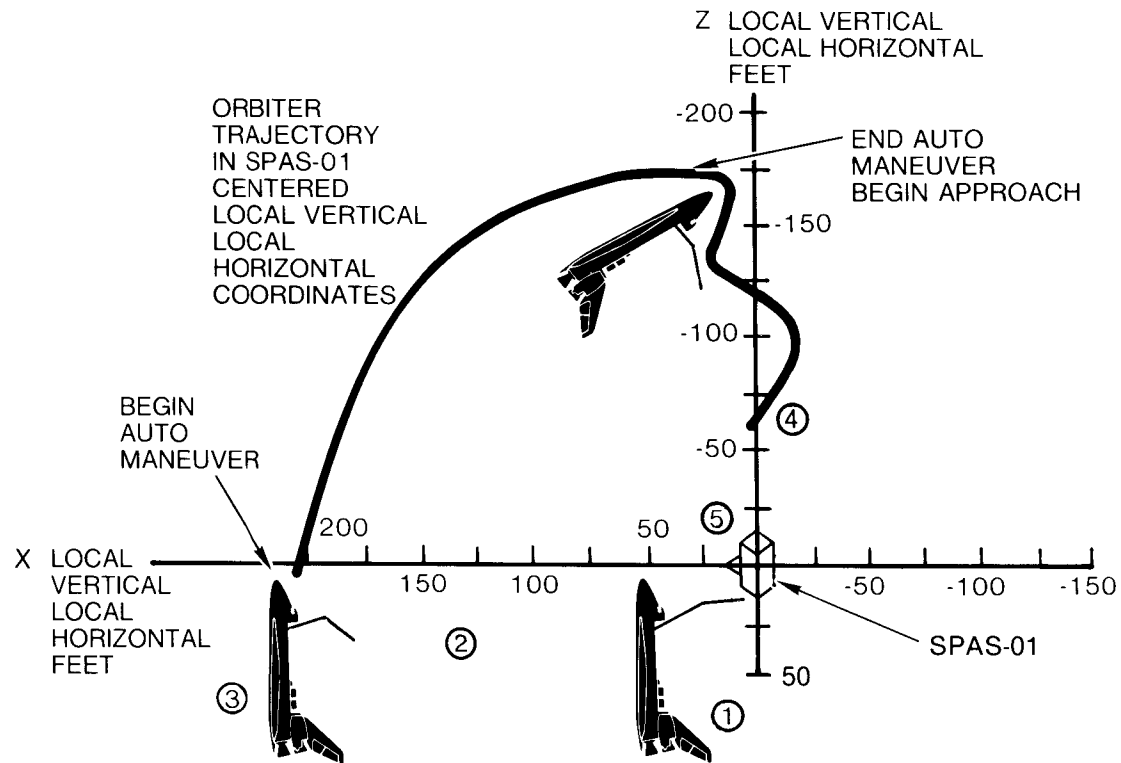 Z LOCAL VERTICAL
LOCAL HORIZONTAL
FEET
ORBITER
TRAJECTORY
IN SPAS-01
CENTERED
LOCAL VERTICAL
LOCAL
HORIZONTAL
COORDINATES
-200
END AUTO
MANEUVER
BEGIN APPROACH
-150
-100
BEGIN
AUTO
MANEUVER
4
-50
5
200
50
X LOCAL
VERTICAL
LOCAL
HORIZONTAL
FEET
150
100
-50
-100
-150
2
SPAS-01
50
3
1